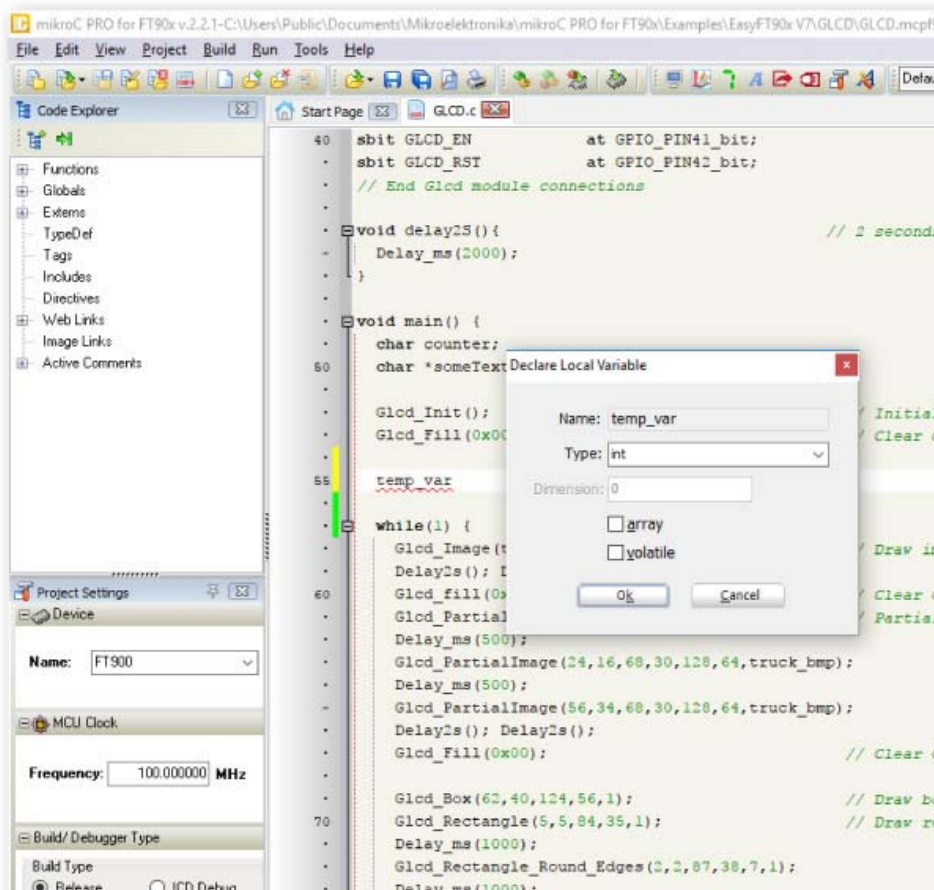 mikroC PRO for FT90x v.2.2.1-C:\Users\Public\Documents\Mikroelektronika\mikroC PRO for FT90x\Examples\EasyFT90x V7\GLCD\GLCD.mcpf
File Edit View Project Build Run Tools Help
Defau
Code Explorer
Functions
Globals
Externs
TypeDef
Tags
Includes
Directives
Web Links
Image Links
Active Comments
Project Settings
Device
Name: FT900
MCU Clock
Frequency: 100.000000 MHz
Build/ Debugger Type
Build Type
Release ICD Debug
Start Page GLCD.c
40 sbit GLCD_EN at GPIO_PIN41_bit;
sbit GLCD_RST at GPIO_PIN42_bit;
// End Glcd module connections
void delay2S(){ // 2 second
Delay_ms(2000);
}
void main() {
char counter;
50 char *someText
Glcd_Init(); Initia
Glcd_Fill(0x00 Clear
55 temp_var
while(1) {
Glcd_Image(t Draw i
Delay2s();
60 Glcd_fill(0x Clear
Glcd_Partial Partia
Delay_ms(500);
Glcd_PartialImage(24,16,68,30,128,64,truck_bmp);
Delay_ms(500);
Glcd_PartialImage(56,34,68,30,128,64,truck_bmp);
Delay2s(); Delay2s();
Glcd_Fill(0x00); // Clear
Glcd_Box(62,40,124,56,1); // Draw b
70 Glcd_Rectangle(5,5,84,35,1); // Draw r
Delay_ms(1000);
Glcd_Rectangle_Round_Edges(2,2,87,38,7,1);
Delay_ms(1000);
Declare Local Variable
Name: temp_var
Type: int
Dimension: 0
array
volatile
Ok Cancel